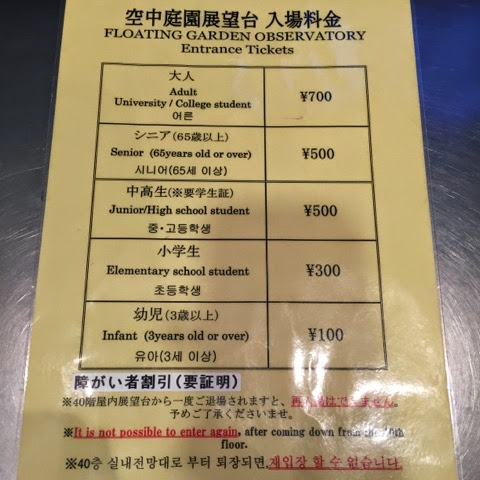 空中庭園展望台 入場料金
FLOATING GARDEN OBSERVATORY
Entrance Tickets
大人
Adult
University / College student
어른
¥700
シニア(65歳以上)
Senior (65years old or over)
시니어(65세 이상)
¥500
中高生(※要学生証)
Junior/High school student
중·고등학생
¥500
小学生
Elementary school student
초등학생
¥300
幼児(3歳以上)
Infant (3years old or over)
유아(3세 이상)
¥100
障がい者割引(要証明)
※40階屋内展望台から一度ご退場されますと、再入場はできません。
予めご了承くださいませ。
※It is not possible to enter again, after coming down from the 40th
floor.
※40층 실내전망대로 부터 퇴장되면,재입장 할 수 없습니다.